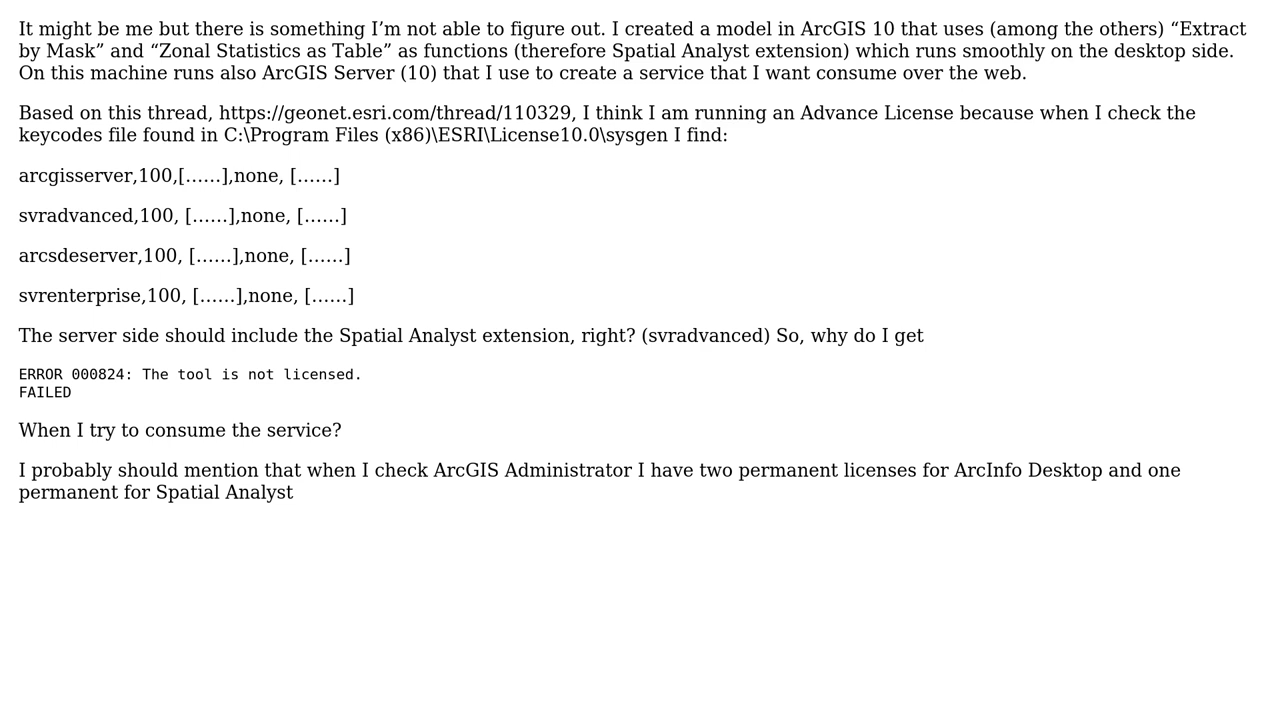 It might be me but there is something I’m not able to figure out. I created a model in ArcGIS 10 that uses (among the others) “Extract
by Mask” and “Zonal Statistics as Table” as functions (therefore Spatial Analyst extension) which runs smoothly on the desktop side.
On this machine runs also ArcGIS Server (10) that I use to create a service that I want consume over the web.
Based on this thread, https://geonet.esri.com/thread/110329, I think I am running an Advance License because when I check the
keycodes file found in C:\Program Files (x86)\ESRI\License10.0\sysgen I find:
arcgisserver,100,[……],none, [……]
svradvanced,100, [……],none, [……]
arcsdeserver,100, [……],none, [……]
svrenterprise,100, [……],none, [……]
The server side should include the Spatial Analyst extension, right? (svradvanced) So, why do I get
ERROR 000824: The tool is not licensed.
FAILED
When I try to consume the service?
I probably should mention that when I check ArcGIS Administrator I have two permanent licenses for ArcInfo Desktop and one
permanent for Spatial Analyst